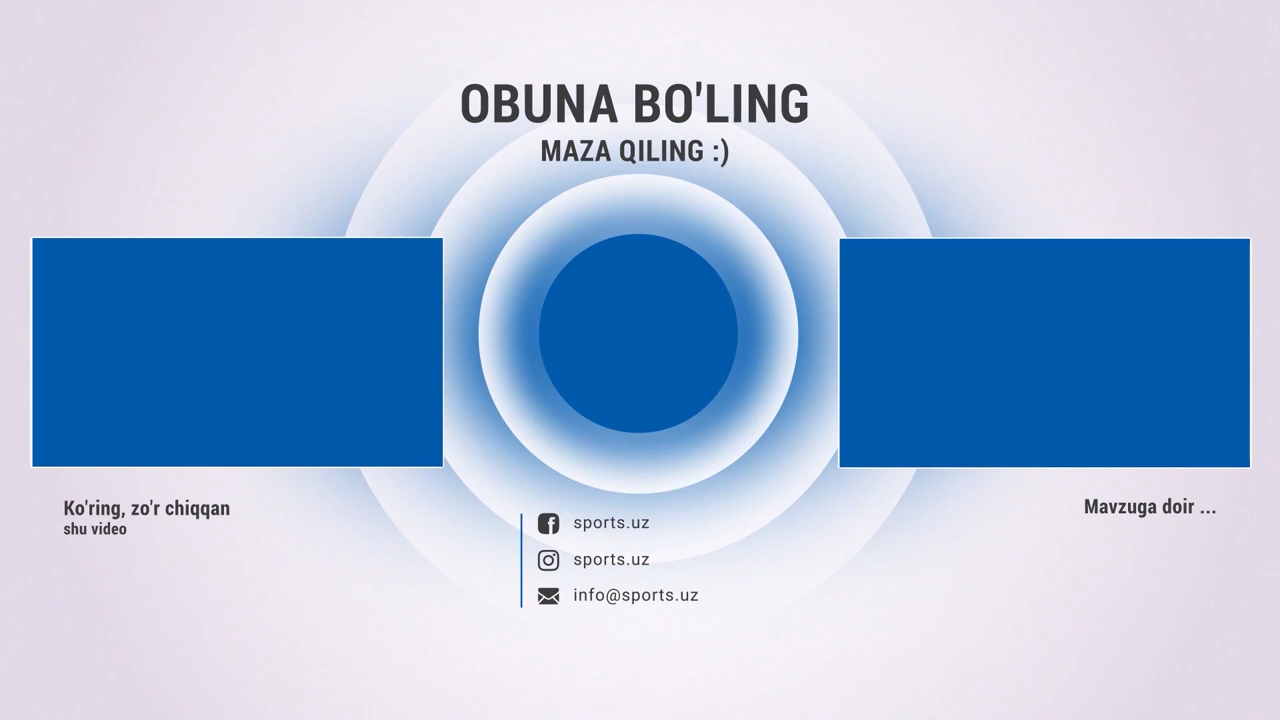 OBUNA BO'LING
MAZA QILING :)
Ko'ring, zo'r chiqqan
shu video
Mavzuga doir ...
sports.uz
sports.uz
info@sports.uz